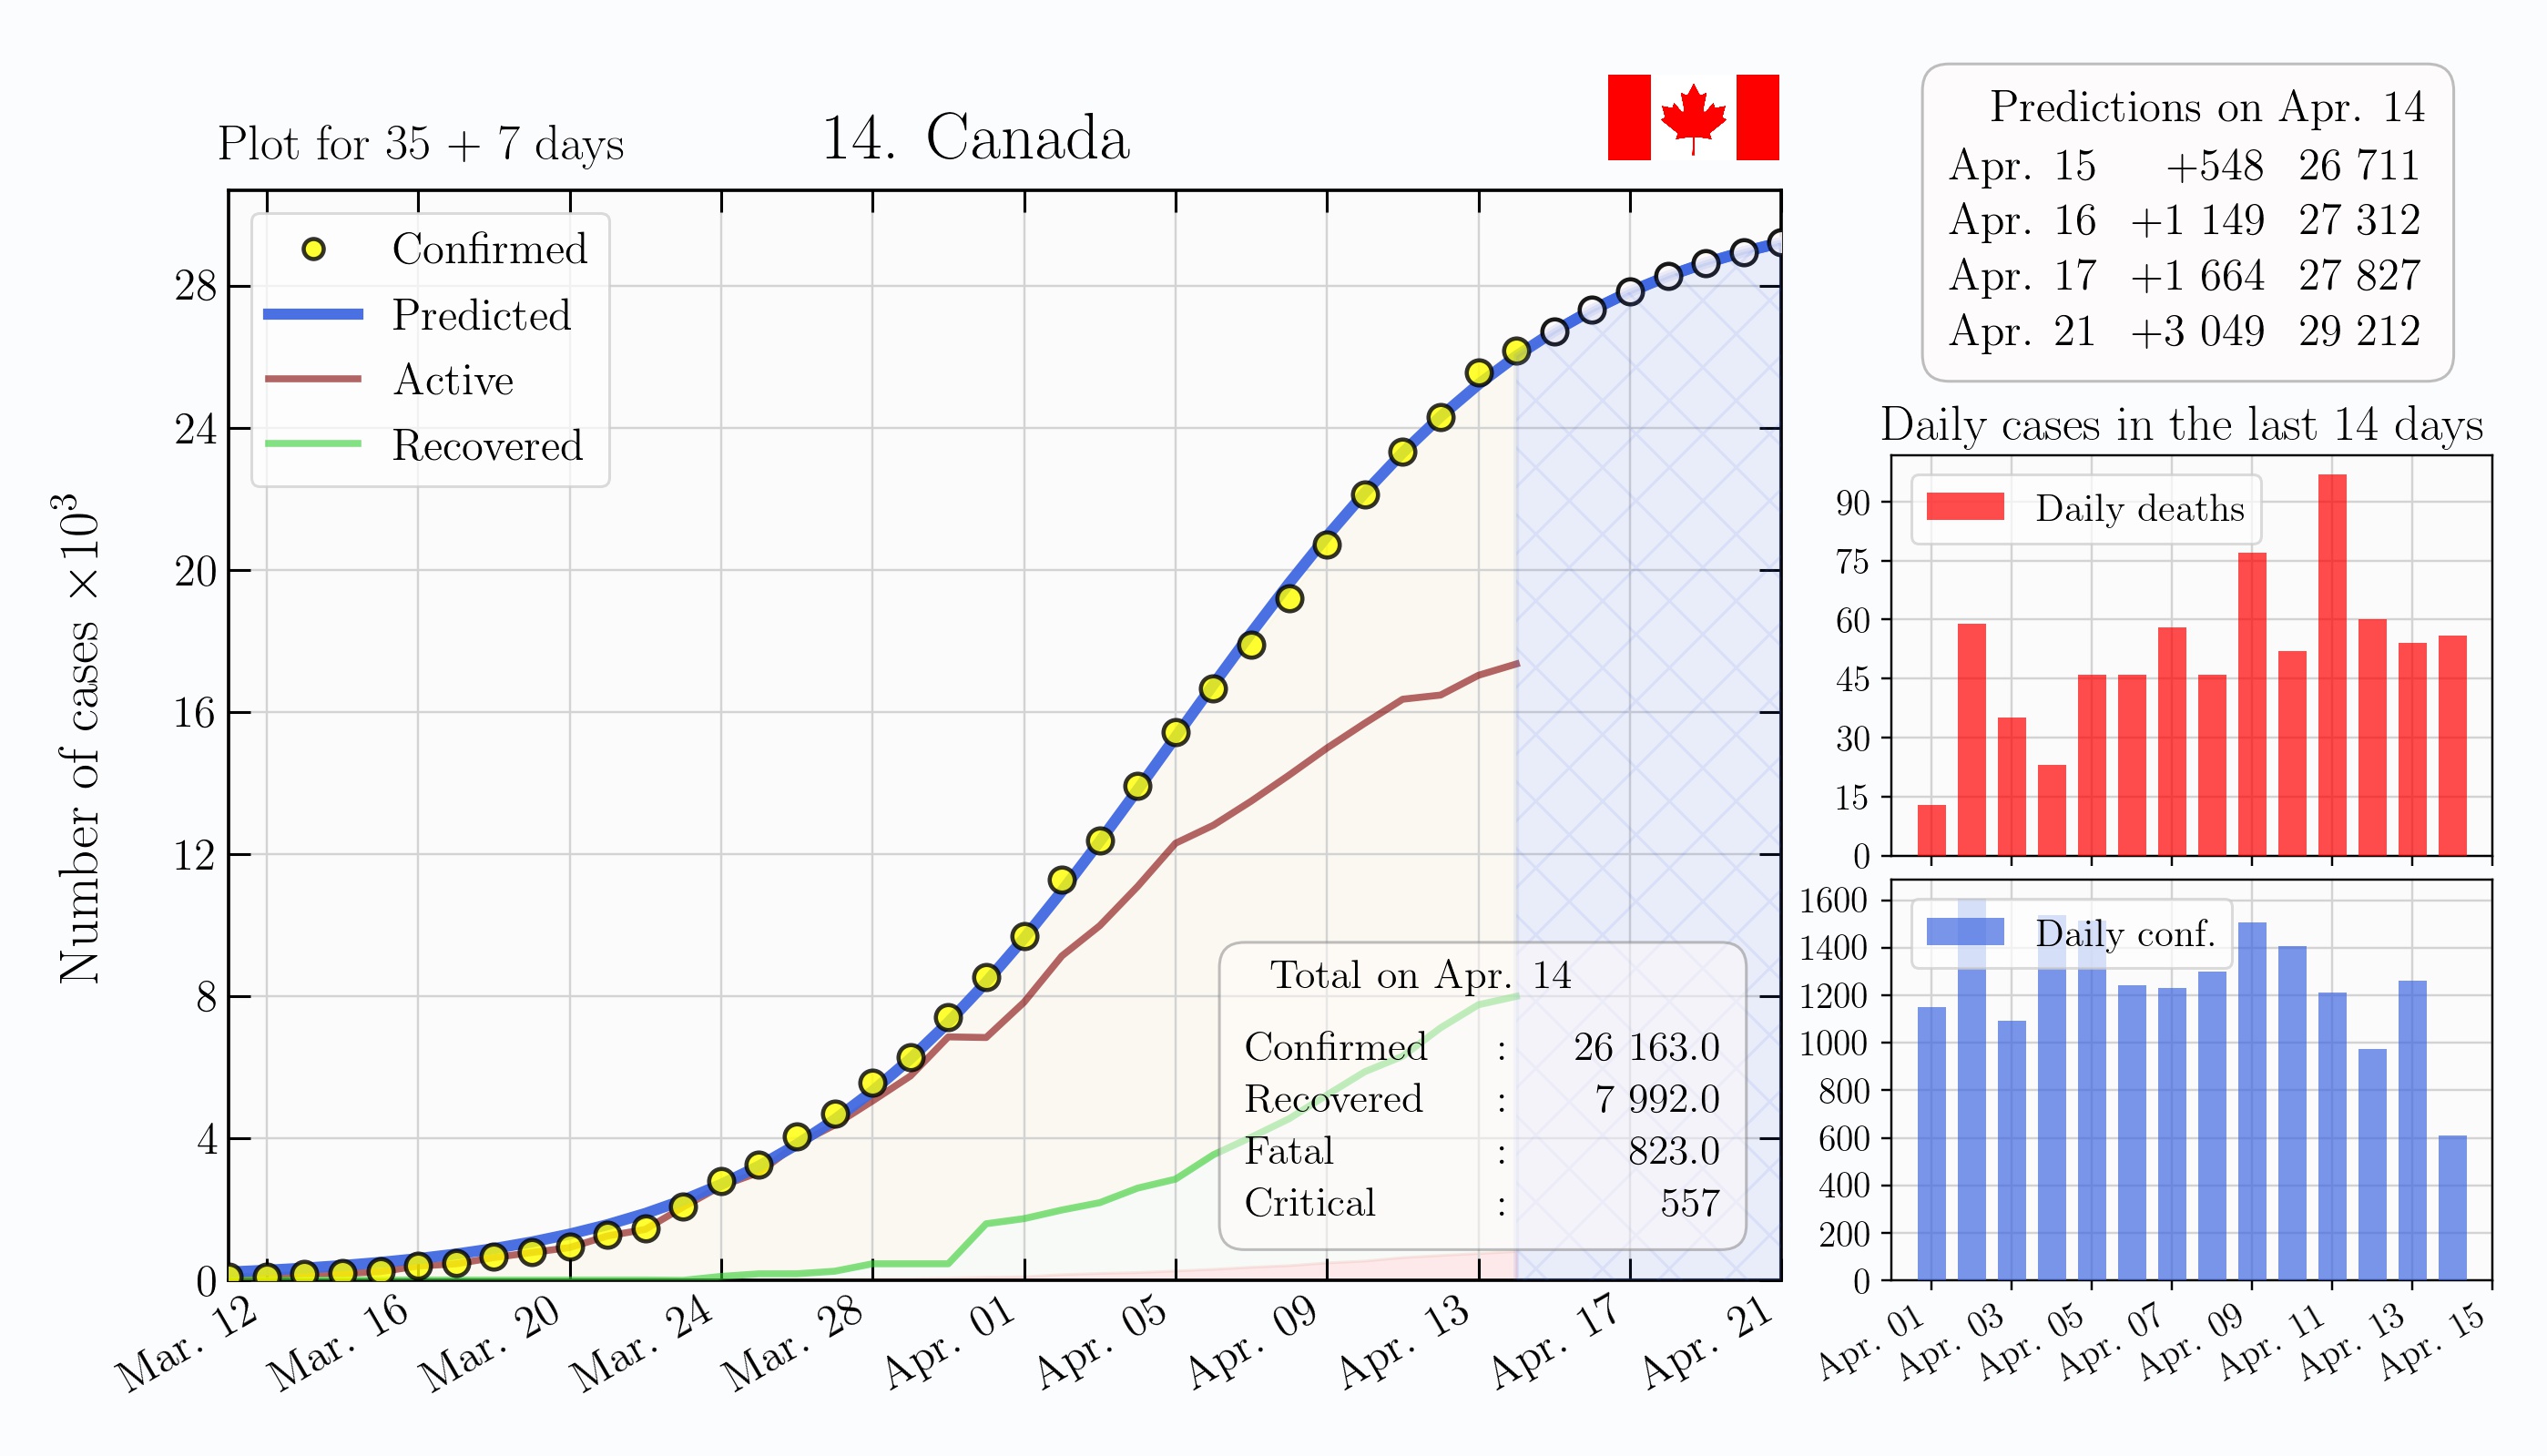 Plot for 35 + 7 days
14. Canada
Confirmed
Predicted
Active
Recovered
Number of cases ×10³
28
24
20
16
12
8
4
0
Mar. 12
Mar. 16
Mar. 20
Mar. 24
Mar. 28
Apr. 01
Apr. 05
Apr. 09
Apr. 13
Apr. 17
Apr. 21
Total on Apr. 14
Confirmed : 26 163.0
Recovered : 7 992.0
Fatal : 823.0
Critical : 557
Predictions on Apr. 14
Apr. 15 +548 26 711
Apr. 16 +1 149 27 312
Apr. 17 +1 664 27 827
Apr. 21 +3 049 29 212
Daily cases in the last 14 days
Daily deaths
90
75
60
45
30
15
0
Daily conf.
1600
1400
1200
1000
800
600
400
200
0
Apr. 01
Apr. 03
Apr. 05
Apr. 07
Apr. 09
Apr. 11
Apr. 13
Apr. 15